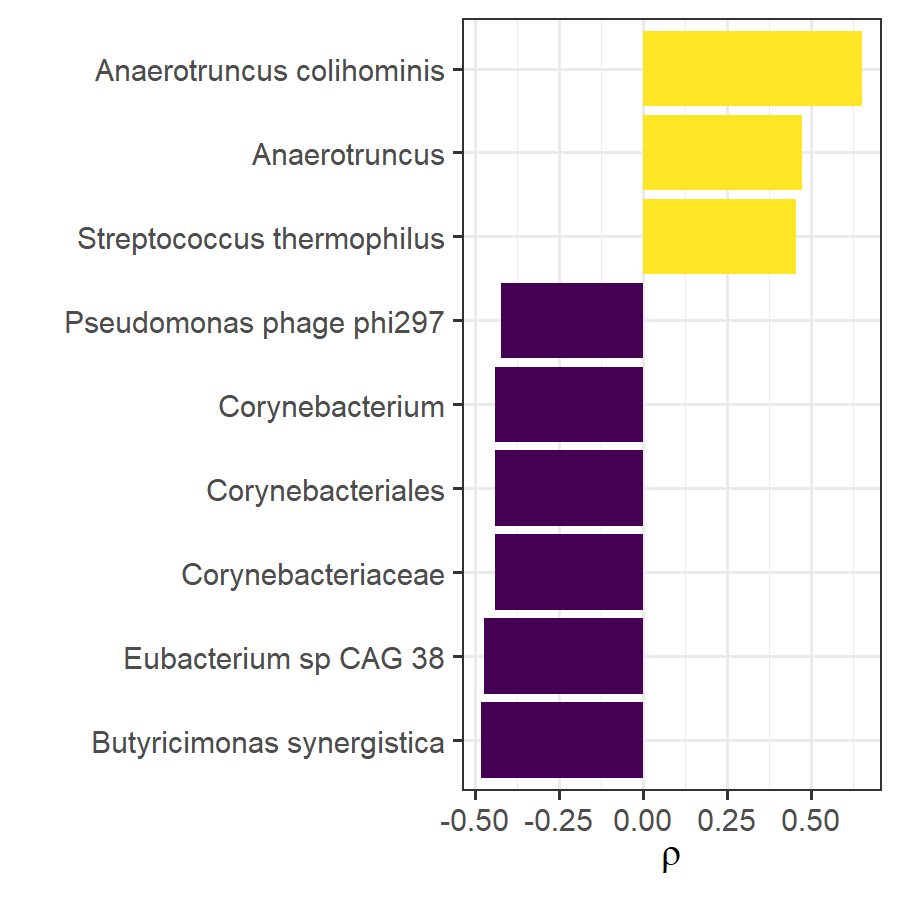 Anaerotruncus colihominis
Anaerotruncus
Streptococcus thermophilus
Pseudomonas phage phi297
Corynebacterium
Corynebacteriales
Corynebacteriaceae
Eubacterium sp CAG 38
Butyricimonas synergistica
-0.50 -0.25 0.00 0.25 0.50
ρ